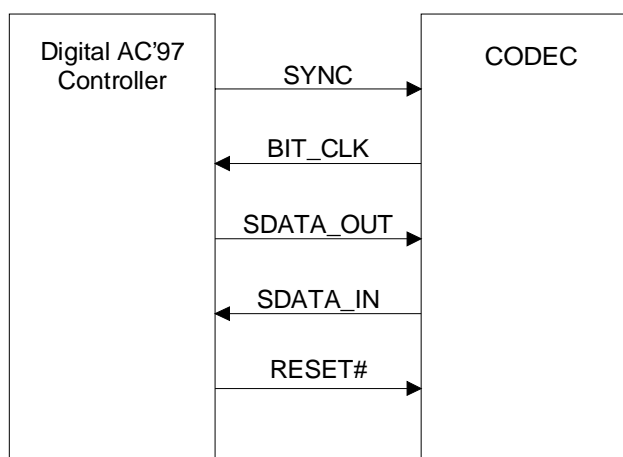 Digital AC'97
Controller
CODEC
SYNC
BIT_CLK
SDATA_OUT
SDATA_IN
RESET#